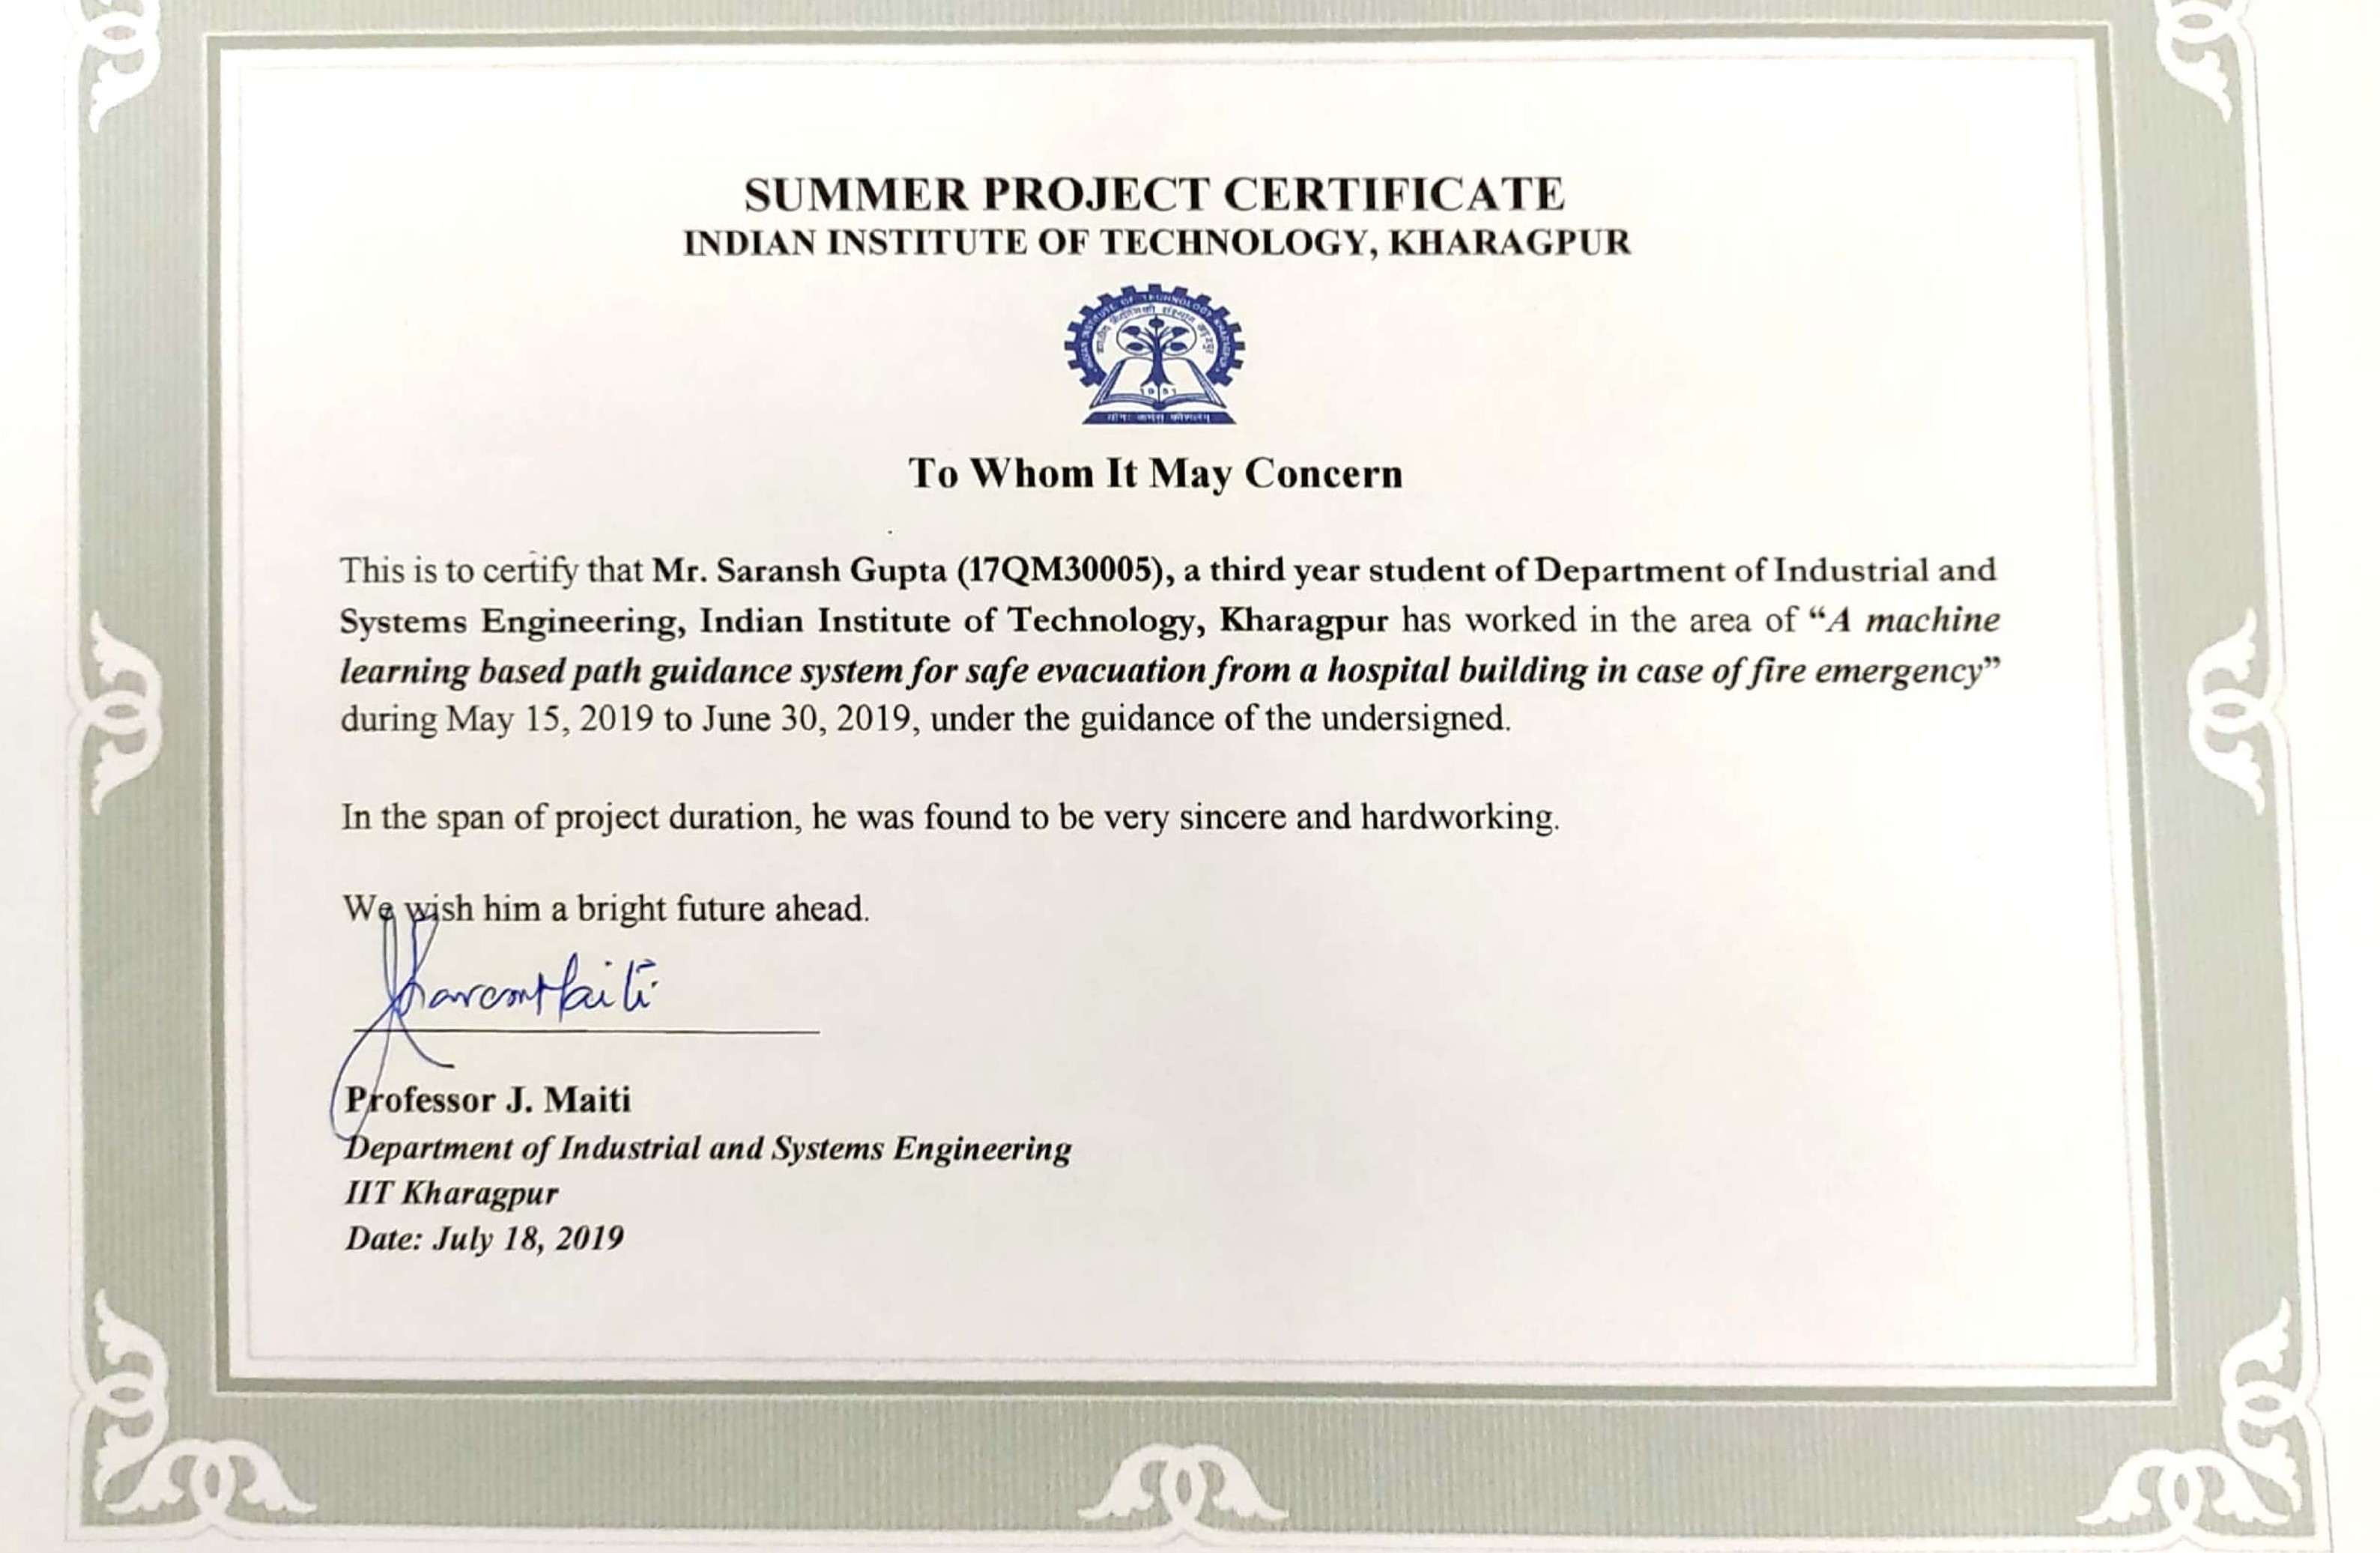 SUMMER PROJECT CERTIFICATE
INDIAN INSTITUTE OF TECHNOLOGY, KHARAGPUR
INDIAN INSTITUTE OF TECHNOLOGY KHARAGPUR
1951
To Whom It May Concern
This is to certify that Mr. Saransh Gupta (17QM30005), a third year student of Department of Industrial and
Systems Engineering, Indian Institute of Technology, Kharagpur has worked in the area of “A machine
learning based path guidance system for safe evacuation from a hospital building in case of fire emergency”
during May 15, 2019 to June 30, 2019, under the guidance of the undersigned.
In the span of project duration, he was found to be very sincere and hardworking.
We wish him a bright future ahead.
Professor J. Maiti
Department of Industrial and Systems Engineering
IIT Kharagpur
Date: July 18, 2019